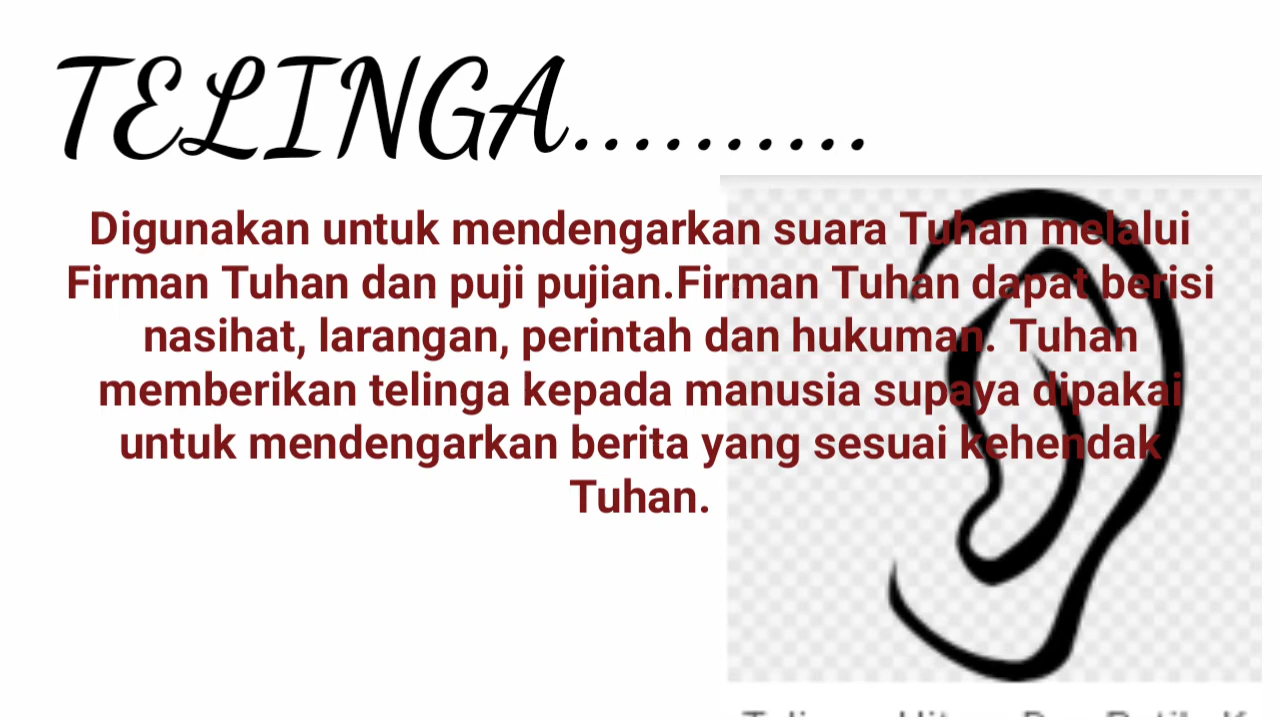 TELINGA..........
Digunakan untuk mendengarkan suara Tuhan melalui
Firman Tuhan dan puji pujian.Firman Tuhan dapat berisi
nasihat, larangan, perintah dan hukuman. Tuhan
memberikan telinga kepada manusia supaya dipakai
untuk mendengarkan berita yang sesuai kehendak
Tuhan.